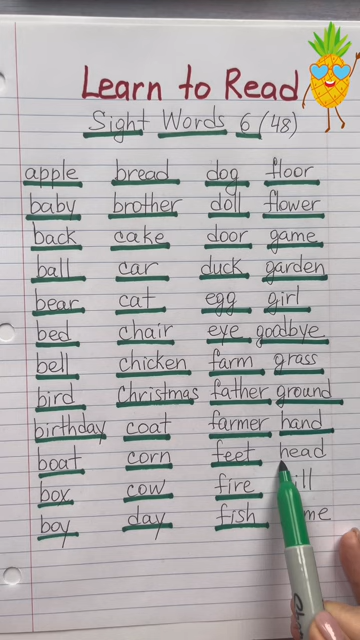 Learn to Read
Sight Words 6 (48)
apple bread dog floor
baby brother doll flower
back cake door game
ball car duck garden
bear cat egg girl
bed chair eye goodbye
bell chicken farm grass
bird Christmas father ground
birthday coat farmer hand
boat corn feet head
box cow fire
boy day fish